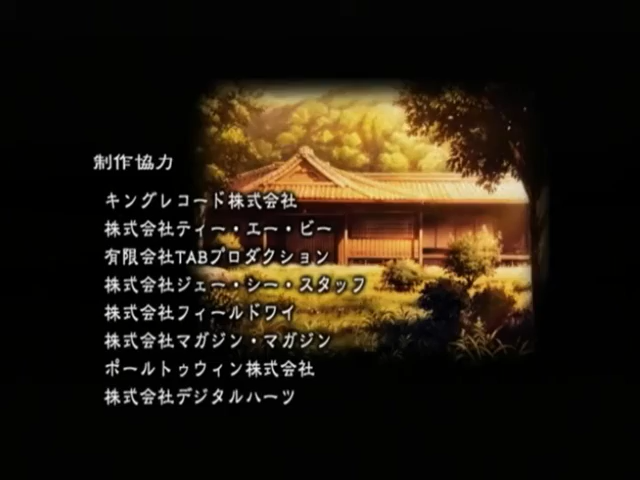 制作協力
キングレコード株式会社
株式会社ティー・エー・ビー
有限会社TABプロダクション
株式会社ジェー・シー・スタッフ
株式会社フィールドワイ
株式会社マガジン・マガジン
ポールトゥウィン株式会社
株式会社デジタルハーツ